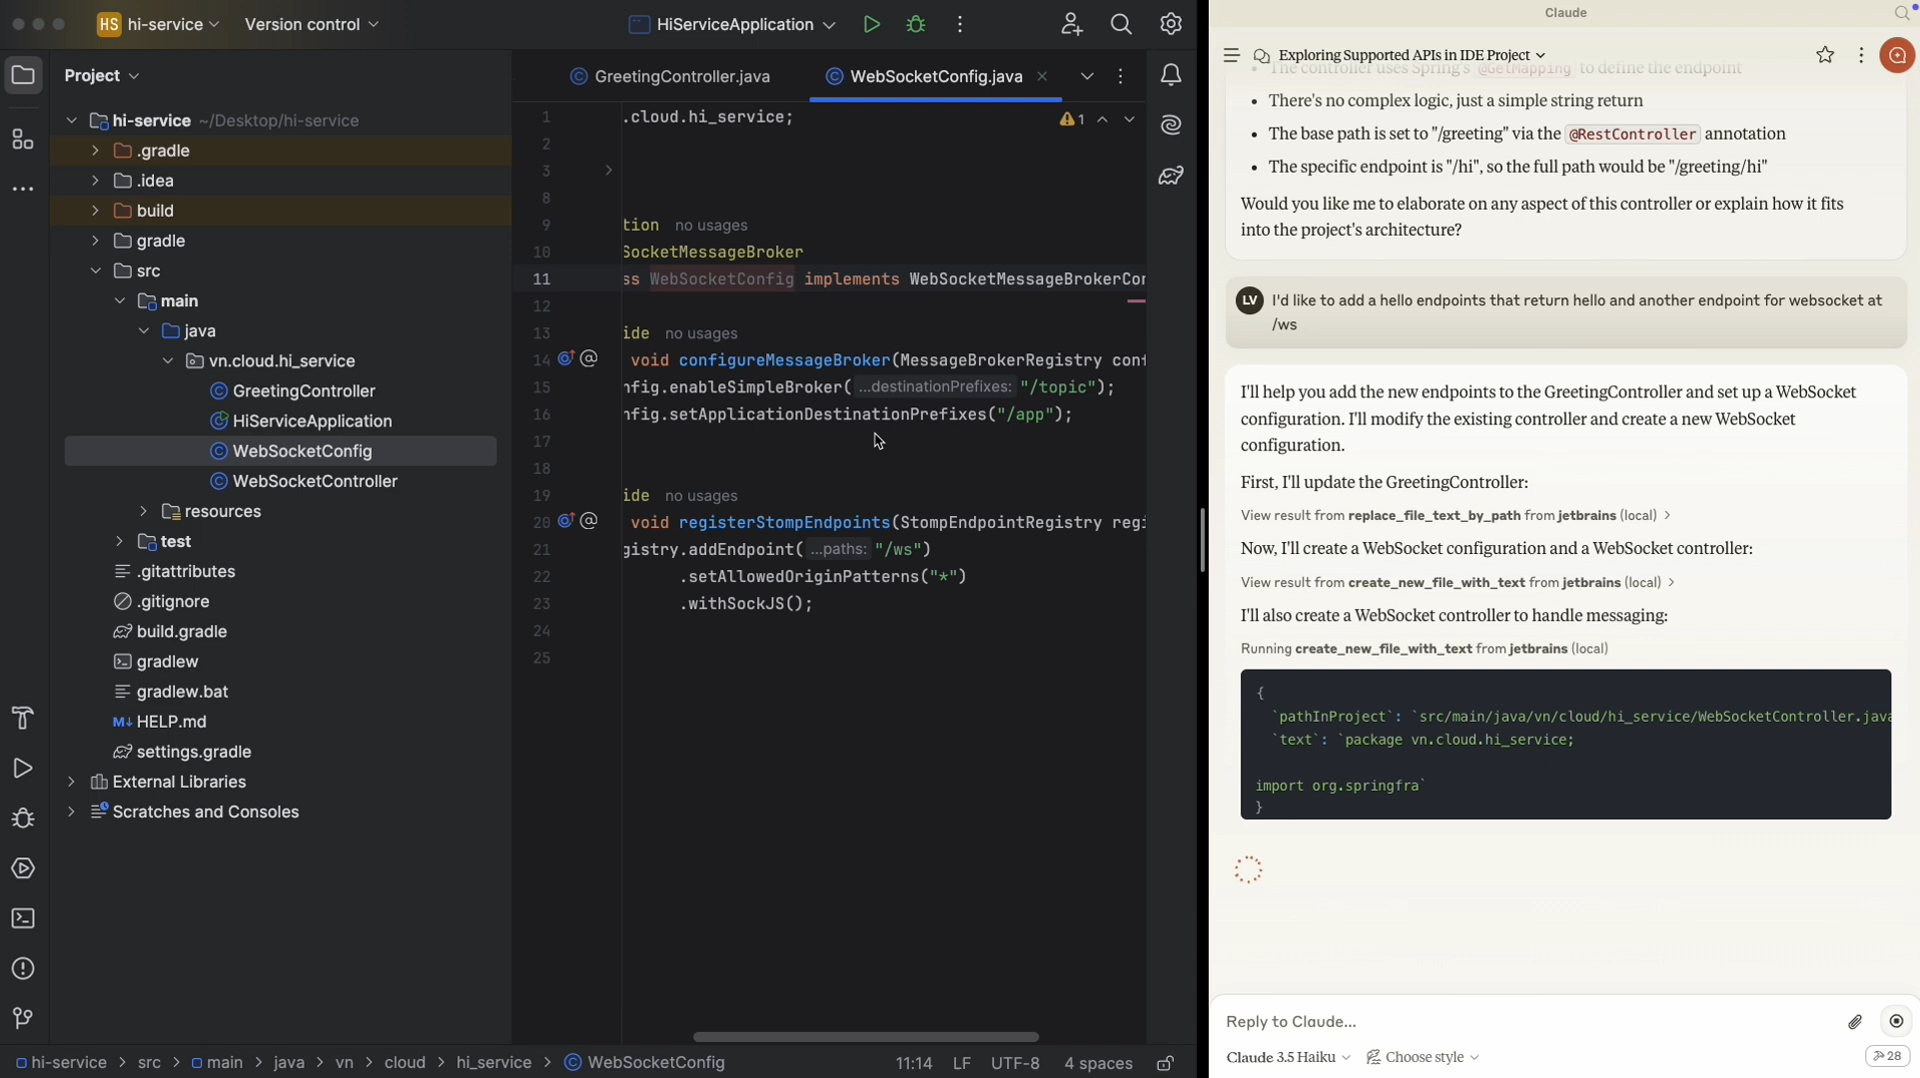 HS hi-service
Version control
HiServiceApplication
Project
hi-service ~/Desktop/hi-service
.gradle
.idea
build
gradle
src
main
java
vn.cloud.hi_service
GreetingController
HiServiceApplication
WebSocketConfig
WebSocketController
resources
test
.gitattributes
.gitignore
build.gradle
gradlew
gradlew.bat
M↓ HELP.md
settings.gradle
External Libraries
Scratches and Consoles
GreetingController.java
WebSocketConfig.java
1 .cloud.hi_service;
1
2
3
8
9 tion no usages
10 SocketMessageBroker
11 ss WebSocketConfig implements WebSocketMessageBrokerCon
12
13 ide no usages
14 void configureMessageBroker(MessageBrokerRegistry conf
15 nfig.enableSimpleBroker( ...destinationPrefixes: "/topic");
16 nfig.setApplicationDestinationPrefixes("/app");
17
18
19 ide no usages
20 void registerStompEndpoints(StompEndpointRegistry regi
21 gistry.addEndpoint( ...paths: "/ws")
22 .setAllowedOriginPatterns("*")
23 .withSockJS();
24
25
hi-service > src > main > java > vn > cloud > hi_service > WebSocketConfig
11:14 LF UTF-8 4 spaces
Claude
Exploring Supported APIs in IDE Project
• The controller uses Spring's @GetMapping to define the endpoint
• There's no complex logic, just a simple string return
• The base path is set to "/greeting" via the @RestController annotation
• The specific endpoint is "/hi", so the full path would be "/greeting/hi"
Would you like me to elaborate on any aspect of this controller or explain how it fits
into the project's architecture?
LV I'd like to add a hello endpoints that return hello and another endpoint for websocket at
/ws
I'll help you add the new endpoints to the GreetingController and set up a WebSocket
configuration. I'll modify the existing controller and create a new WebSocket
configuration.
First, I'll update the GreetingController:
View result from replace_file_text_by_path from jetbrains (local) >
Now, I'll create a WebSocket configuration and a WebSocket controller:
View result from create_new_file_with_text from jetbrains (local) >
I'll also create a WebSocket controller to handle messaging:
Running create_new_file_with_text from jetbrains (local)
{
`pathInProject`: `src/main/java/vn/cloud/hi_service/WebSocketController.java
`text`: `package vn.cloud.hi_service;
import org.springfra`
}
Reply to Claude...
Claude 3.5 Haiku
Choose style
28